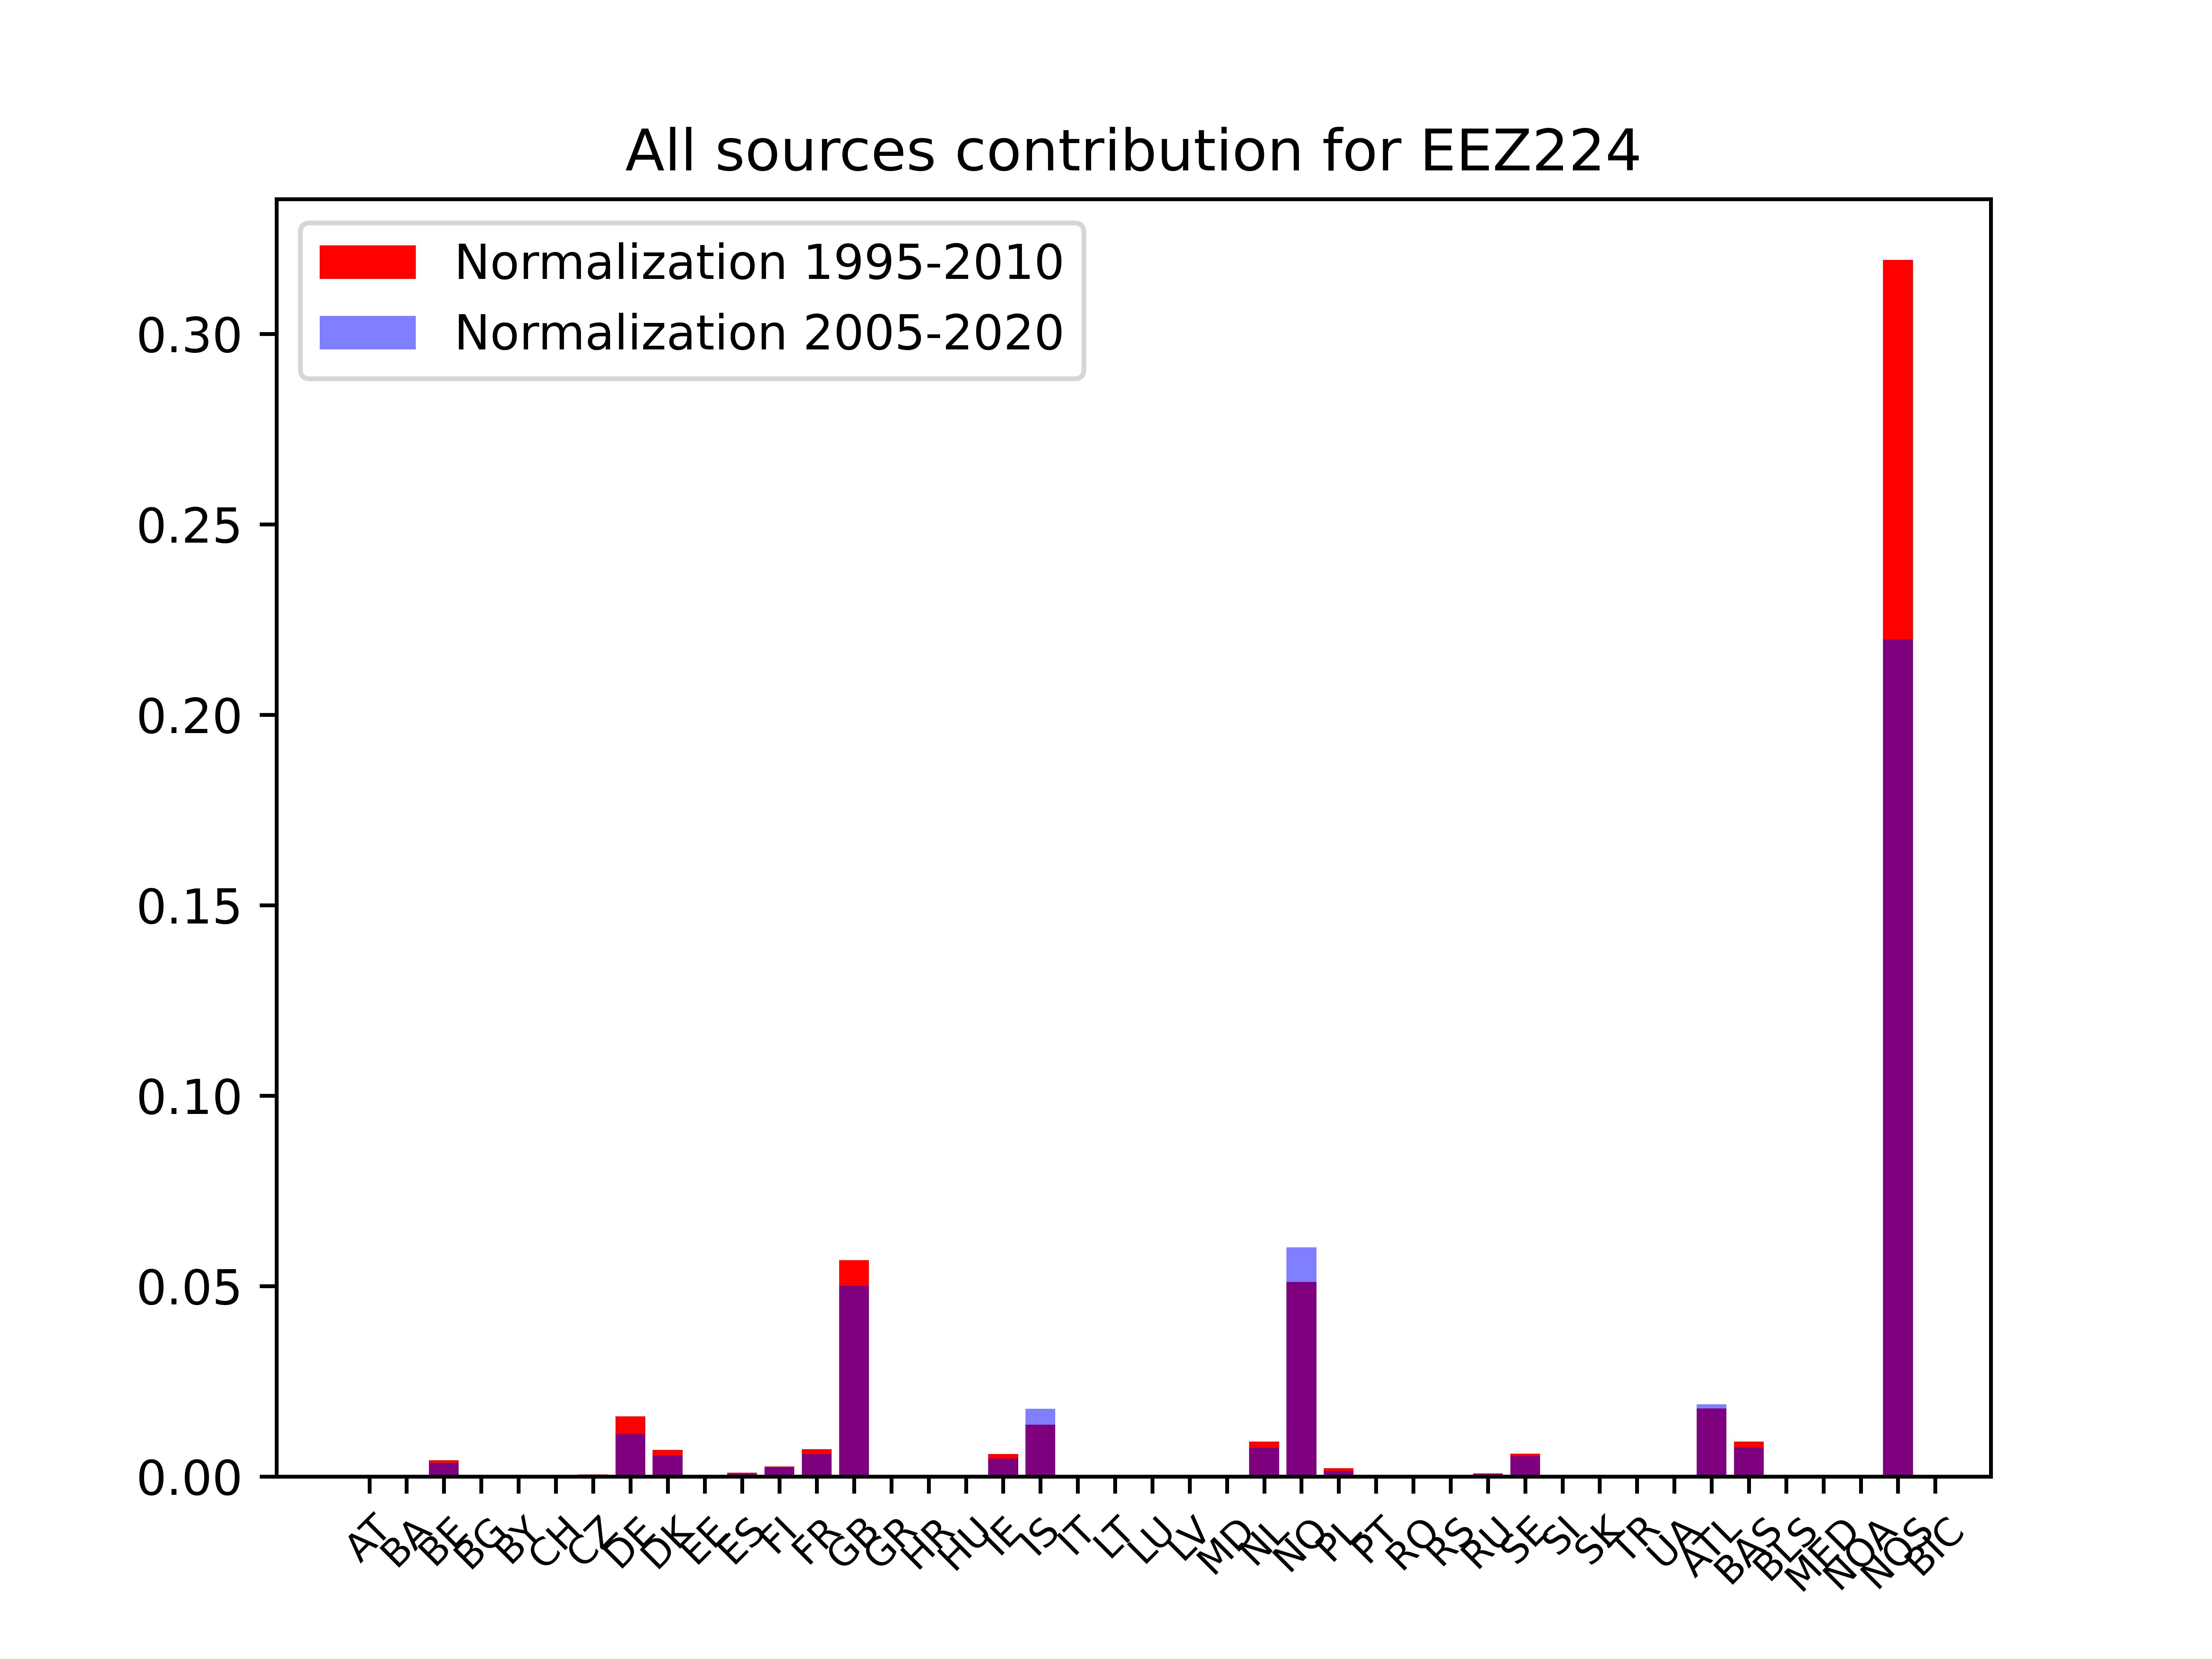 All sources contribution for EEZ224
Normalization 1995-2010
Normalization 2005-2020
0.30
0.25
0.20
0.15
0.10
0.05
0.00
AT BA BE BG BY CH CZ DE DK EE ES FI FR GB GR HR HU IE IS IT LT LU LV MD NL NO PL PT RO RS RU SE SI SK TR UA ATL BAS BLS MED NOA NOS BIC